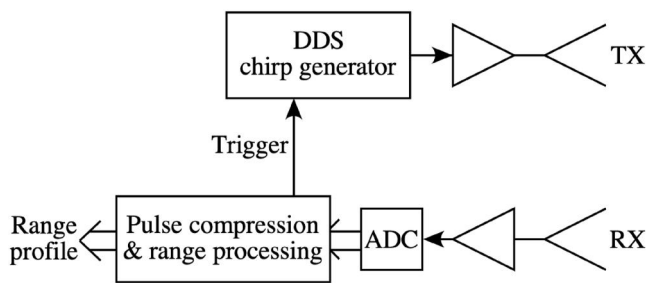 DDS
chirp generator
TX
Trigger
Range
profile
Pulse compression
& range processing
ADC
RX